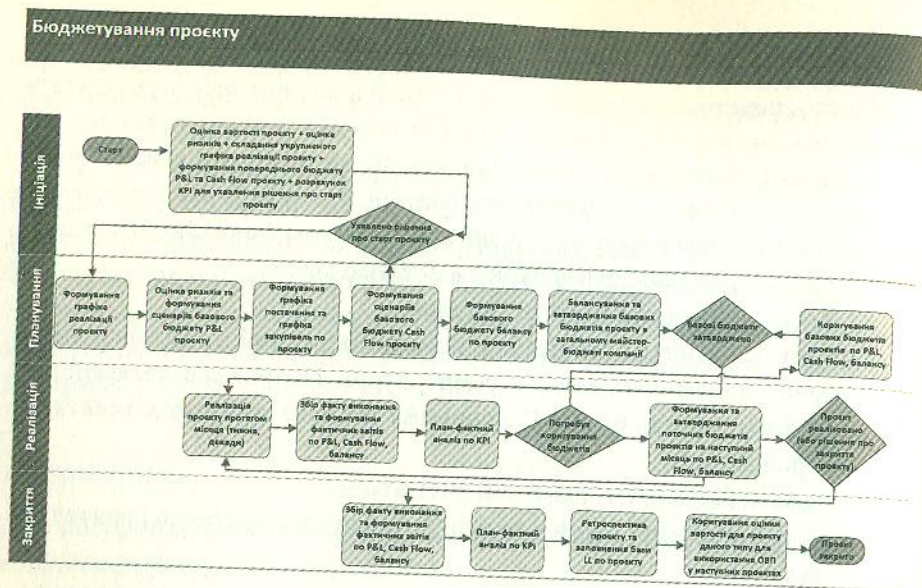 Бюджетування проєкту
Ініціація
Старт
Оцінка вартості проєкту + оцінка
ризиків + складання укрупненого
графіка реалізації проєкту +
формування попереднього бюджету
P&L та Cash Flow проєкту + розрахунок
KPI для ухвалення рішення про старт
проєкту
Ухвалено рішення
про старт проєкту
Планування
Формування
графіка
реалізації
проєкту
Оцінка ризиків та
формування
сценаріїв базового
бюджету P&L
проєкту
Формування
графіка
постачання та
графіка
закупівель по
проєкту
Формування
сценаріїв
базового
бюджету Cash
Flow проєкту
Формування
базового
бюджету балансу
по проєкту
Балансування та
затвердження базових
бюджетів проєкту в
загальному майстер-
бюджеті компанії
Базові бюджети
затверджено
Коригування
базових бюджетів
проєктів по P&L,
Cash Flow, балансу
Реалізація
Реалізація
проєкту протягом
місяця (тижня,
декади)
Збір факту виконання
та формування
фактичних звітів
по P&L, Cash Flow,
балансу
План-фактний
аналіз по KPI
Потребує
коригування
бюджетів
Формування та
затвердження
поточних бюджетів
проєктів на наступний
місяць по P&L, Cash
Flow, балансу
Проєкт
реалізовано
(або рішення про
закриття
проєкту)
Закриття
Збір факту виконання
та формування
фактичних звітів
по P&L, Cash Flow,
балансу
План-фактний
аналіз по KPI
Ретроспектива
проєкту та
заповнення бази
LL по проєкту
Коригування оцінки
вартості для проєкту
даного типу для
використання ОВП
у наступних проєктах
Проєкт
закрито